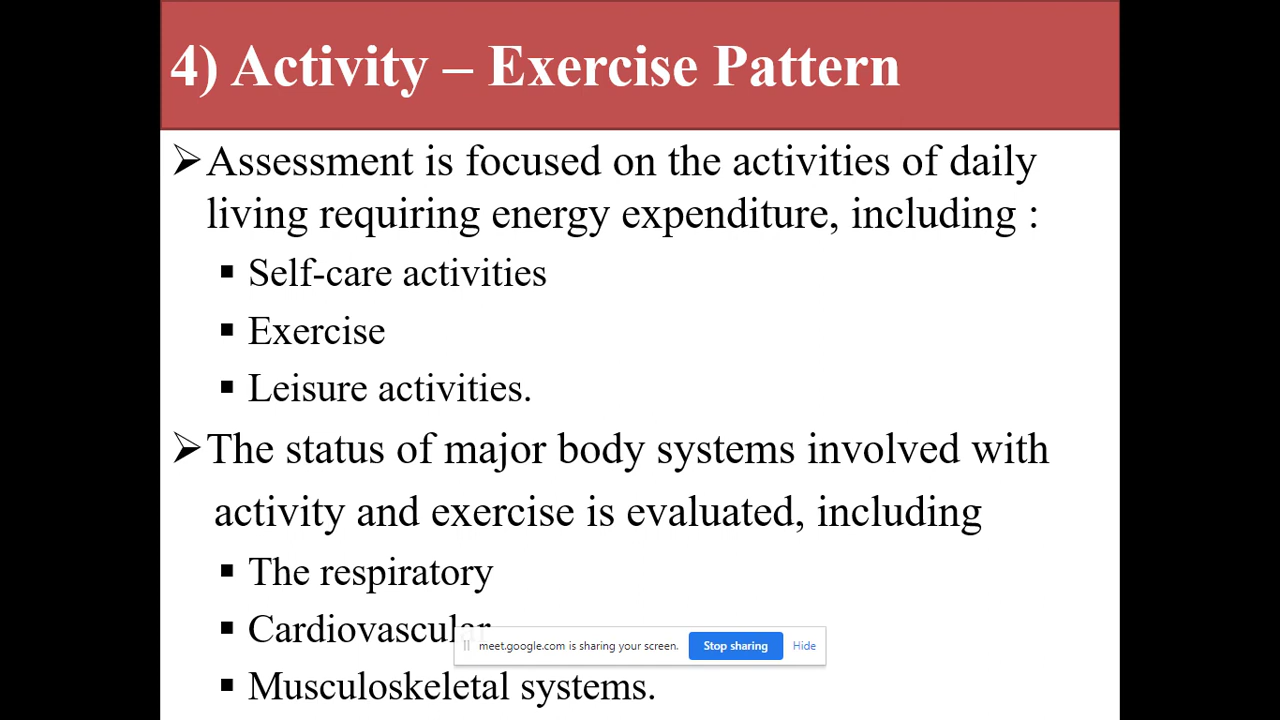 4) Activity – Exercise Pattern
➢Assessment is focused on the activities of daily
living requiring energy expenditure, including :
▪ Self-care activities
▪ Exercise
▪ Leisure activities.
➢The status of major body systems involved with
activity and exercise is evaluated, including
▪ The respiratory
▪ Cardiovascular
meet.google.com is sharing your screen. Stop sharing Hide
▪ Musculoskeletal systems.